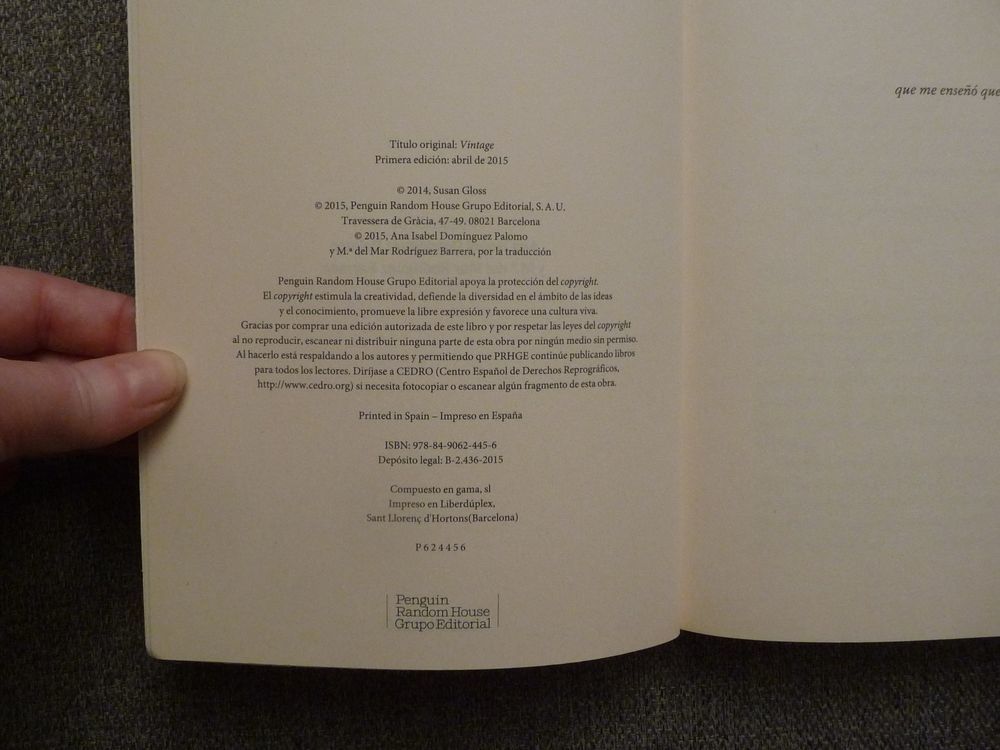 Título original: Vintage
Primera edición: abril de 2015
© 2014, Susan Gloss
© 2015, Penguin Random House Grupo Editorial, S. A. U.
Travessera de Gràcia, 47-49. 08021 Barcelona
© 2015, Ana Isabel Domínguez Palomo
y M.ª del Mar Rodríguez Barrera, por la traducción
Penguin Random House Grupo Editorial apoya la protección del copyright.
El copyright estimula la creatividad, defiende la diversidad en el ámbito de las ideas
y el conocimiento, promueve la libre expresión y favorece una cultura viva.
Gracias por comprar una edición autorizada de este libro y por respetar las leyes del copyright
al no reproducir, escanear ni distribuir ninguna parte de esta obra por ningún medio sin permiso.
Al hacerlo está respaldando a los autores y permitiendo que PRHGE continúe publicando libros
para todos los lectores. Diríjase a CEDRO (Centro Español de Derechos Reprográficos,
http://www.cedro.org) si necesita fotocopiar o escanear algún fragmento de esta obra.
Printed in Spain – Impreso en España
ISBN: 978-84-9062-445-6
Depósito legal: B-2.436-2015
Compuesto en gama, sl
Impreso en Liberdúplex,
Sant Llorenç d'Hortons(Barcelona)
P 6 2 4 4 5 6
Penguin
Random House
Grupo Editorial
que me enseñó que